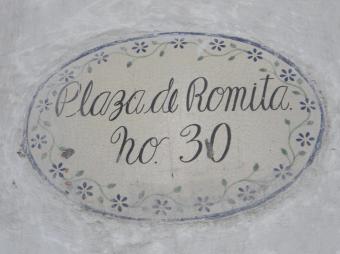 Plaza de Romita.
no. 30